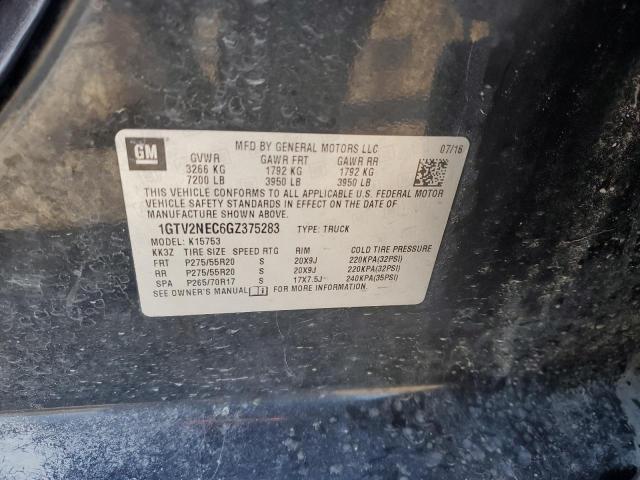 GM
MFD BY GENERAL MOTORS LLC 07/16
GVWR GAWR FRT GAWR RR
3266 KG 1792 KG 1792 KG
7200 LB 3950 LB 3950 LB
THIS VEHICLE CONFORMS TO ALL APPLICABLE U.S. FEDERAL MOTOR
VEHICLE SAFETY STANDARDS IN EFFECT ON THE DATE OF
MANUFACTURE SHOWN ABOVE.
1GTV2NEC6GZ375283 TYPE: TRUCK
MODEL: K15753
KK3Z TIRE SIZE SPEED RTG RIM COLD TIRE PRESSURE
FRT P275/55R20 S 20X9J 220KPA(32PSI)
RR P275/55R20 S 20X9J 220KPA(32PSI)
SPA P265/70R17 S 17X7.5J 240KPA(35PSI)
SEE OWNER'S MANUAL FOR MORE INFORMATION.